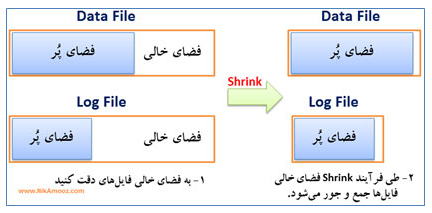 Data File
Data File
فضای پُر
فضای خالی
فضای پُر
Shrink
Log File
Log File
فضای پُر
فضای خالی
فضای پُر
۱- به فضای خالی فایل‌های دقت کنید
۲- طی فرآیند Shrink فضای خالی
فایل‌ها جمع و جور می‌شود.
www.NikAmooz.com